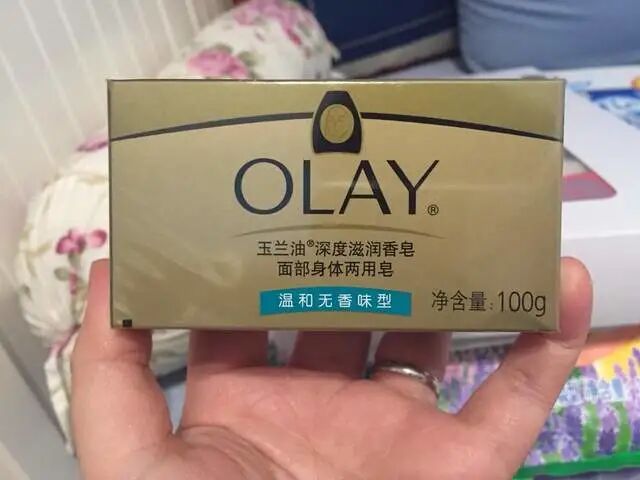 OLAY®
玉兰油®深度滋润香皂
面部身体两用皂
温和无香味型
净含量:100g